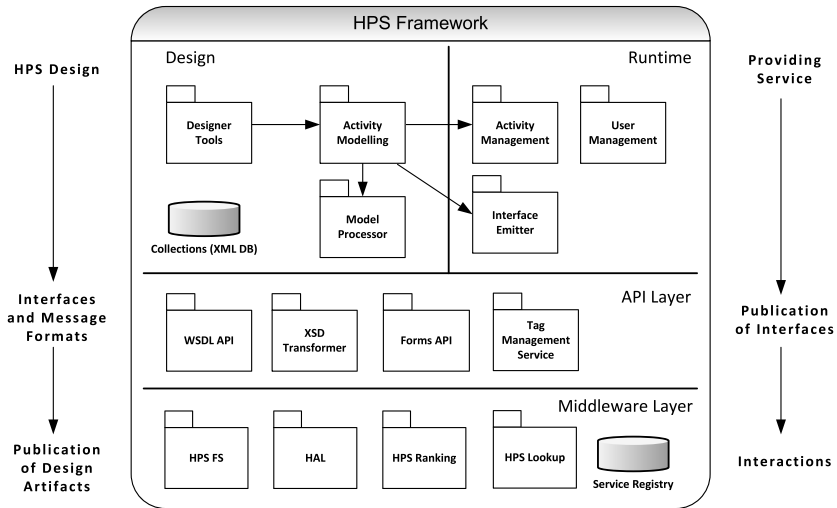 HPS Framework
HPS Design
Interfaces
and Message
Formats
Publication
of Design
Artifacts
Design
Designer
Tools
Activity
Modelling
Model
Processor
Collections (XML DB)
Runtime
Activity
Management
User
Management
Interface
Emitter
API Layer
WSDL API
XSD
Transformer
Forms API
Tag
Management
Service
Middleware Layer
HPS FS
HAL
HPS Ranking
HPS Lookup
Service Registry
Providing
Service
Publication
of Interfaces
Interactions